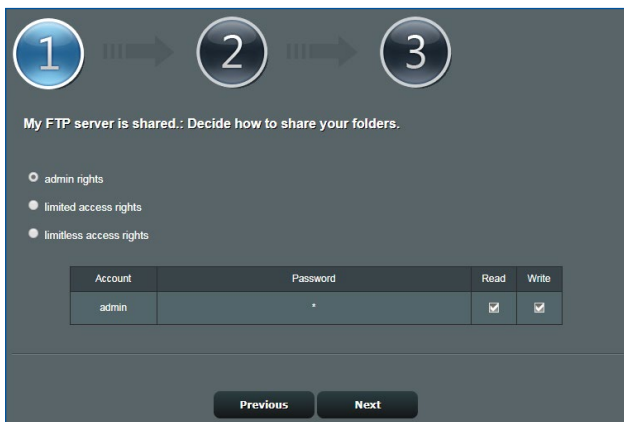 1 2 3
My FTP server is shared.: Decide how to share your folders.
admin rights
limited access rights
limitless access rights
Account Password Read Write
admin *
Previous Next